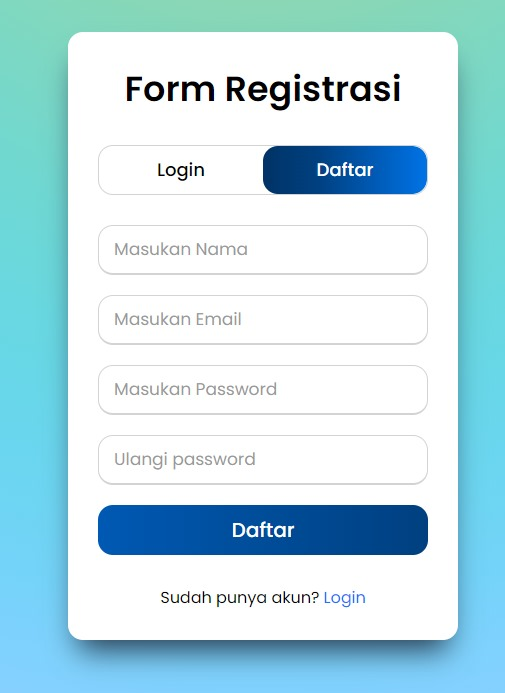 Form Registrasi
Login Daftar
Masukan Nama
Masukan Email
Masukan Password
Ulangi password
Daftar
Sudah punya akun? Login